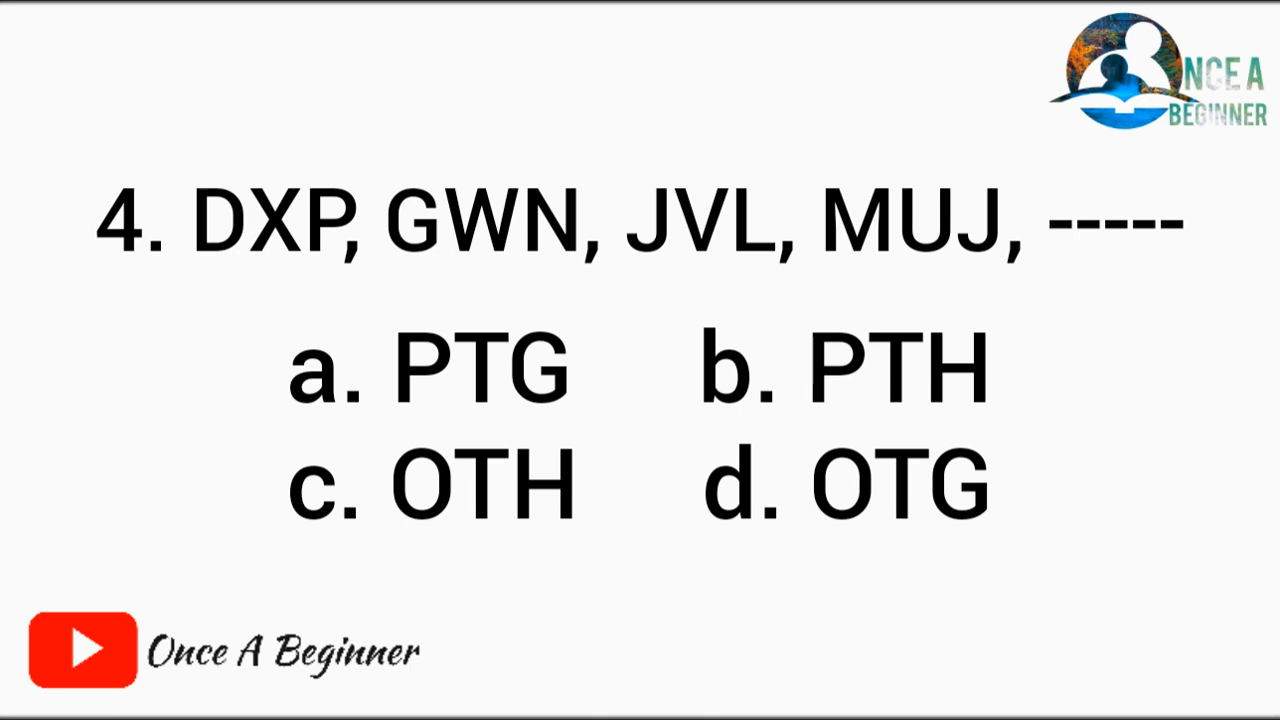 NCE A
BEGINNER
4. DXP, GWN, JVL, MUJ, -----
a. PTG b. PTH
c. OTH d. OTG
Once A Beginner